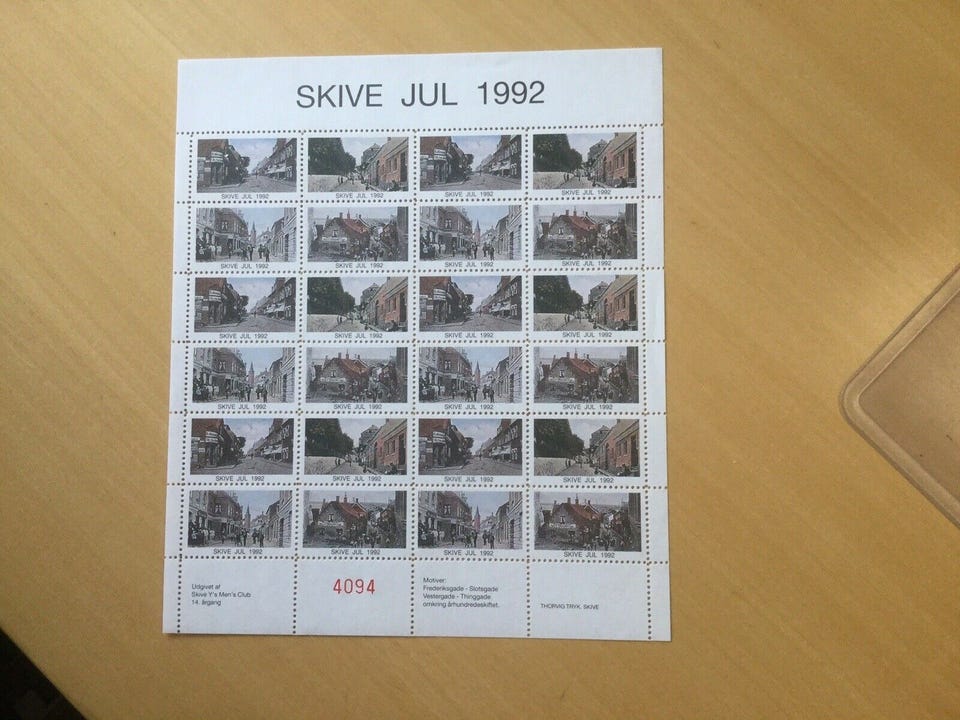 SKIVE JUL 1992
SKIVE JUL 1992 SKIVE JUL 1992 SKIVE JUL 1992 SKIVE JUL 1992
SKIVE JUL 1992 SKIVE JUL 1992 SKIVE JUL 1992 SKIVE JUL 1992
SKIVE JUL 1992 SKIVE JUL 1992 SKIVE JUL 1992 SKIVE JUL 1992
SKIVE JUL 1992 SKIVE JUL 1992 SKIVE JUL 1992 SKIVE JUL 1992
SKIVE JUL 1992 SKIVE JUL 1992 SKIVE JUL 1992 SKIVE JUL 1992
SKIVE JUL 1992 SKIVE JUL 1992 SKIVE JUL 1992 SKIVE JUL 1992
Udgivet af
Skive Y's Men's Club
14. årgang
4094
Motiver:
Frederiksgade - Slotsgade
Vestergade - Thinggade
omkring århundredeskiftet.
THORVIG TRYK, SKIVE